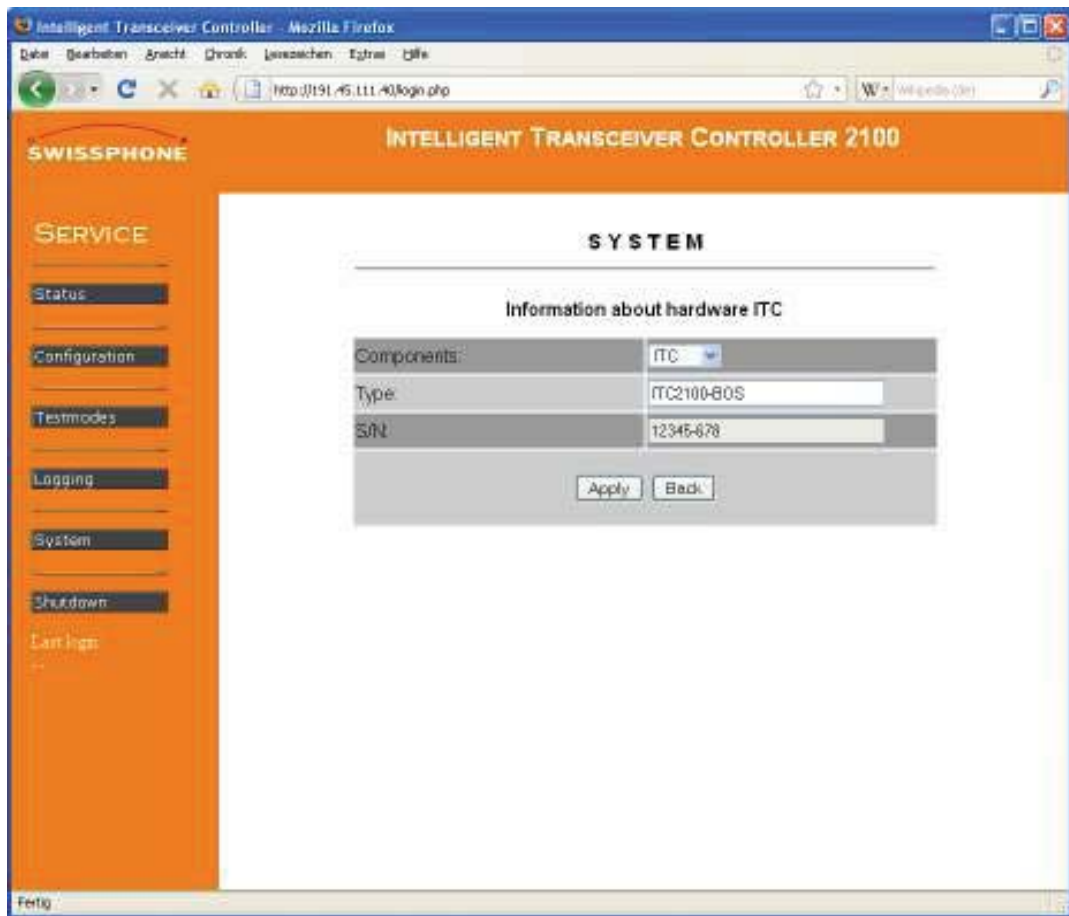 Intelligent Transceiver Controller - Mozilla Firefox
Datei Bearbeiten Ansicht Chronik Lesezeichen Extras Hilfe
http://191.45.111.40/login.php W Wikipedia (de)
SWISSPHONE
INTELLIGENT TRANSCEIVER CONTROLLER 2100
SERVICE
Status
Configuration
Testmodes
Logging
System
Shutdown
Last login:
--
SYSTEM
Information about hardware ITC
Components: ITC
Type: ITC2100-BOS
S/N: 12345-678
Apply Back
Fertig